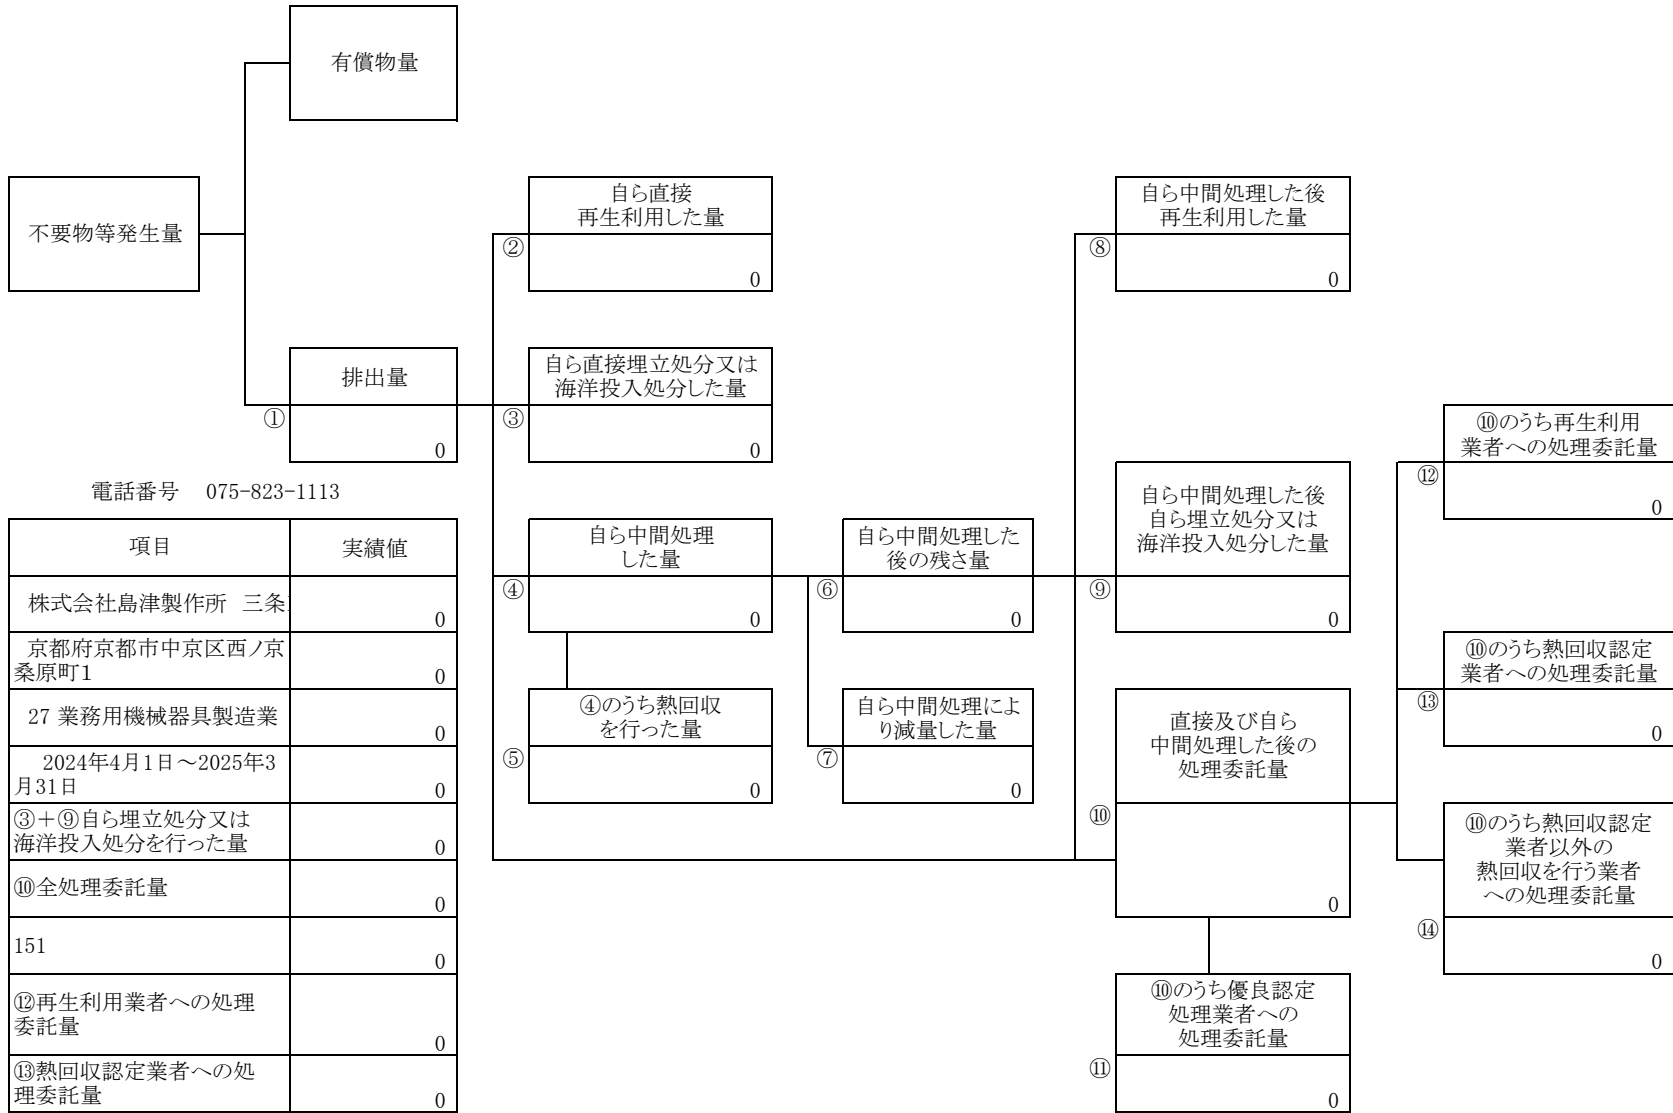 有償物量
不要物等発生量
自ら直接
再生利用した量
②
0
自ら中間処理した後
再生利用した量
⑧
0
排出量
①
0
自ら直接埋立処分又は
海洋投入処分した量
③
0
⑩のうち再生利用
業者への処理委託量
⑫
0
電話番号 075-823-1113
項目 実績値
株式会社島津製作所 三条
0
京都府京都市中京区西ノ京
桑原町1
0
27 業務用機械器具製造業
0
2024年4月1日～2025年3
月31日
0
③＋⑨自ら埋立処分又は
海洋投入処分を行った量
0
⑩全処理委託量
0
151
0
⑫再生利用業者への処理
委託量
0
⑬熱回収認定業者への処
理委託量
0
自ら中間処理
した量
④
0
自ら中間処理した
後の残さ量
⑥
0
自ら中間処理した後
自ら埋立処分又は
海洋投入処分した量
⑨
0
④のうち熱回収
を行った量
⑤
0
自ら中間処理によ
り減量した量
⑦
0
直接及び自ら
中間処理した後の
処理委託量
⑩
0
⑩のうち熱回収認定
業者への処理委託量
⑬
0
⑩のうち熱回収認定
業者以外の
熱回収を行う業者
への処理委託量
⑭
0
⑩のうち優良認定
処理業者への
処理委託量
⑪
0